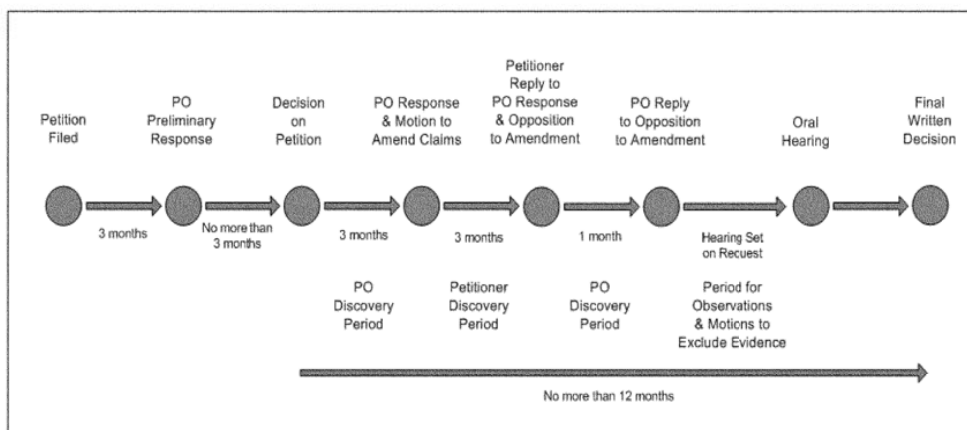 Petition
Filed
PO
Preliminary
Response
Decision
on
Petition
PO Response
& Motion to
Amend Claims
Petitioner
Reply to
PO Response
& Opposition
to Amendment
PO Reply
to Opposition
to Amendment
Oral
Hearing
Final
Written
Decision
3 months
No more than
3 months
3 months
3 months
1 month
Hearing Set
on Recuest
PO
Discovery
Period
Petitioner
Discovery
Period
PO
Discovery
Period
Period for
Observations
& Motions to
Exclude Evidence
No more than 12 months